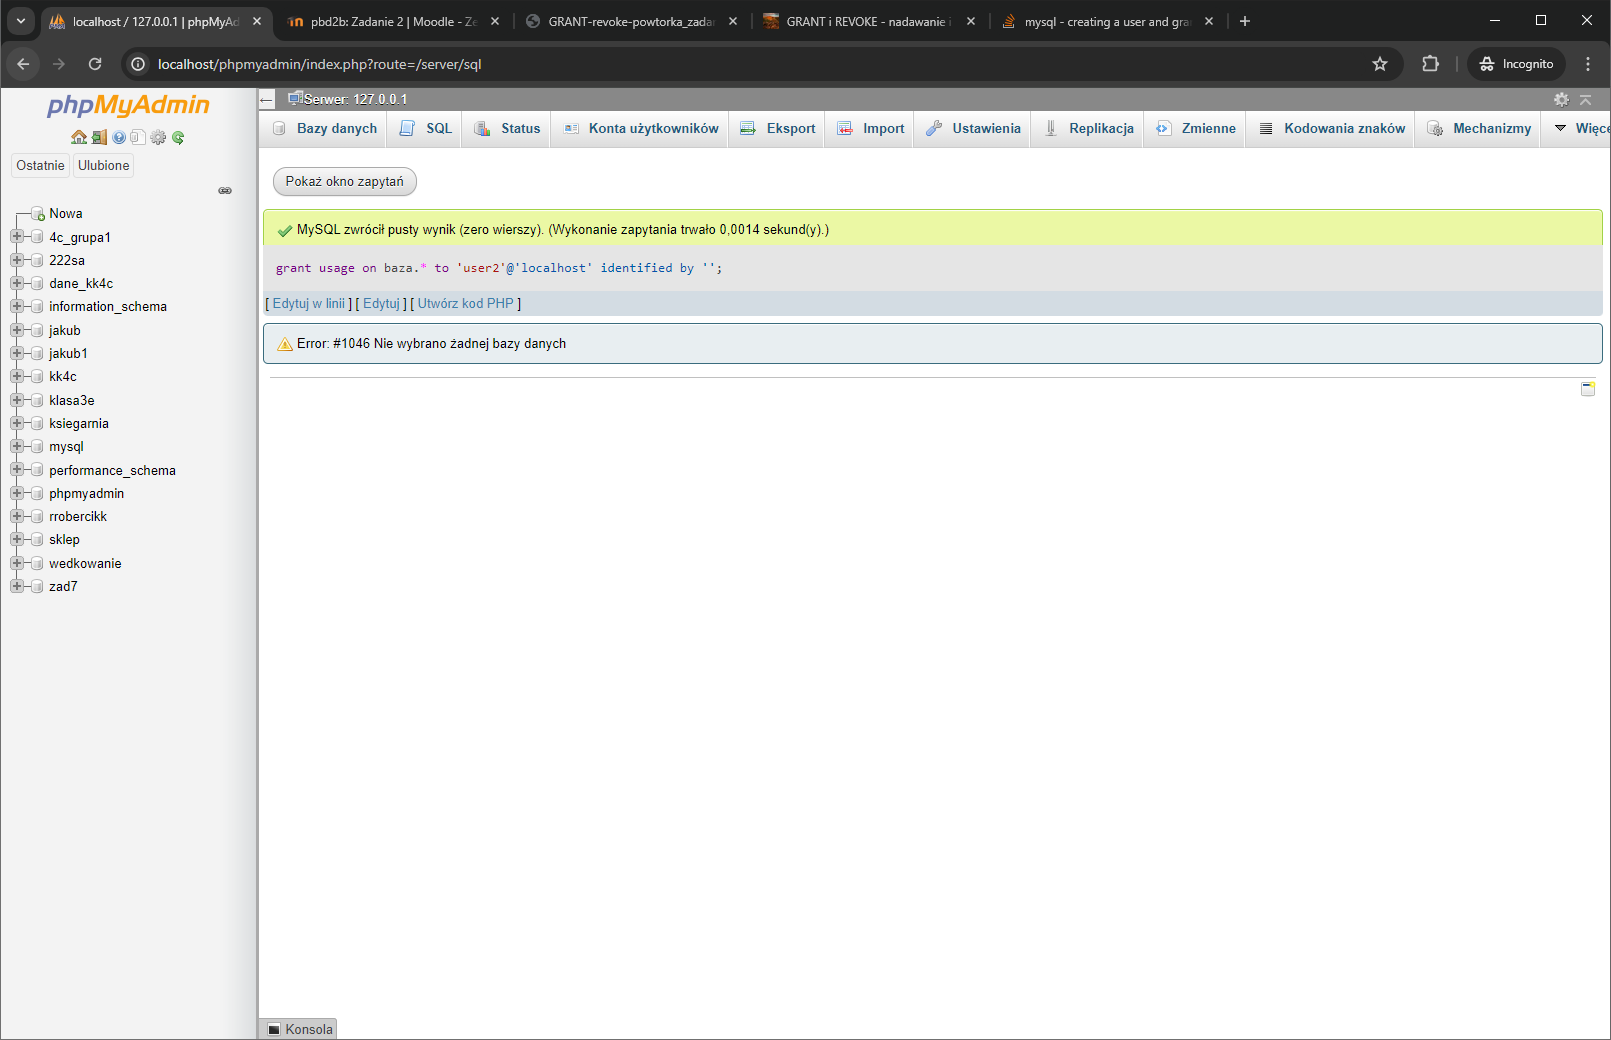 localhost / 127.0.0.1 | phpMyAd
pbd2b: Zadanie 2 | Moodle - Ze
GRANT-revoke-powtorka_zadan
GRANT i REVOKE - nadawanie i
mysql - creating a user and gra
localhost/phpmyadmin/index.php?route=/server/sql
Incognito
phpMyAdmin
Ostatnie
Ulubione
Nowa
4c_grupa1
222sa
dane_kk4c
information_schema
jakub
jakub1
kk4c
klasa3e
ksiegarnia
mysql
performance_schema
phpmyadmin
rrobercikk
sklep
wedkowanie
zad7
Serwer: 127.0.0.1
Bazy danych
SQL
Status
Konta użytkowników
Eksport
Import
Ustawienia
Replikacja
Zmienne
Kodowania znaków
Mechanizmy
Więce
Pokaż okno zapytań
MySQL zwrócił pusty wynik (zero wierszy). (Wykonanie zapytania trwało 0,0014 sekund(y).)
grant usage on baza.* to 'user2'@'localhost' identified by '';
[ Edytuj w linii ] [ Edytuj ] [ Utwórz kod PHP ]
Error: #1046 Nie wybrano żadnej bazy danych
Konsola